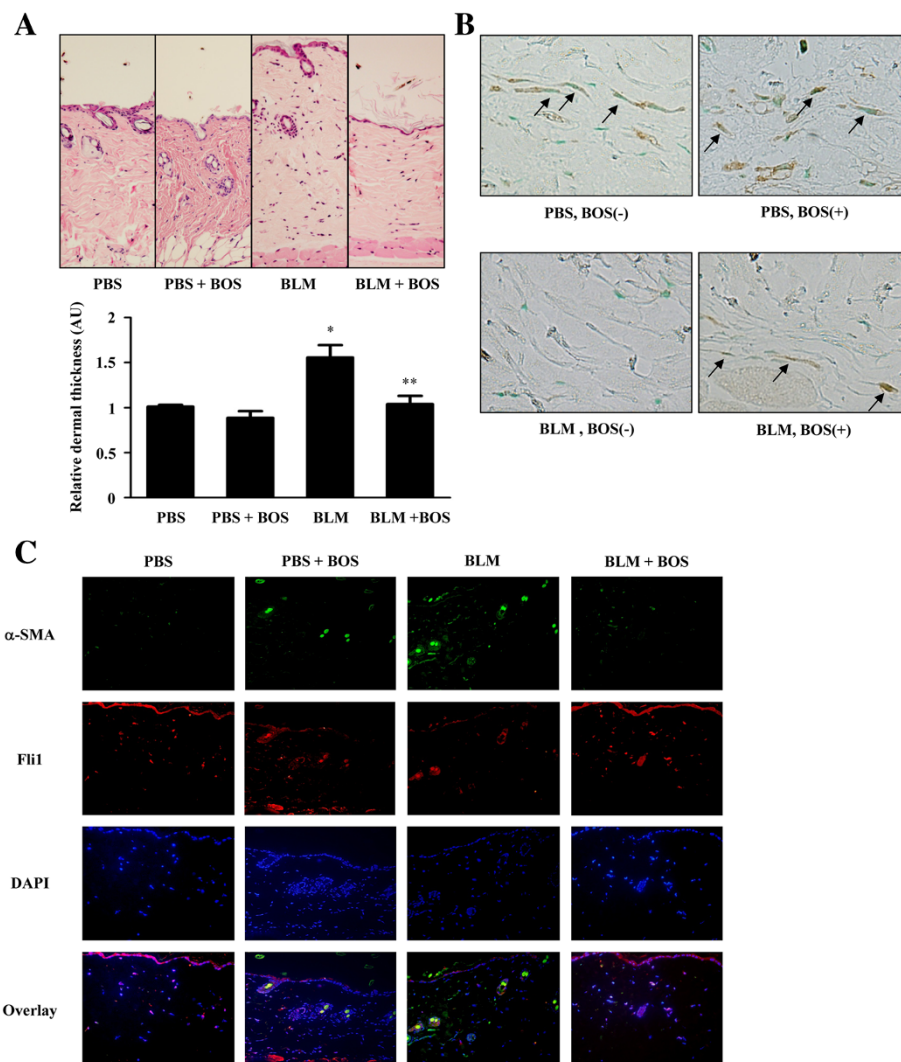 A
PBS PBS + BOS BLM BLM + BOS
Relative dermal thickness (AU)
2
1.5
1
0.5
0
*
**
PBS PBS + BOS BLM BLM +BOS
B
PBS, BOS(-) PBS, BOS(+)
BLM , BOS(-) BLM, BOS(+)
C
PBS PBS + BOS BLM BLM + BOS
α-SMA
Fli1
DAPI
Overlay